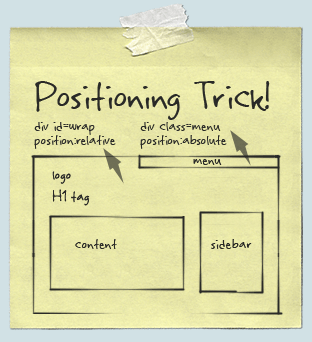 Positioning Trick!
div id=wrap
position:relative
div class=menu
position:absolute
menu
logo
H1 tag
Content
sidebar